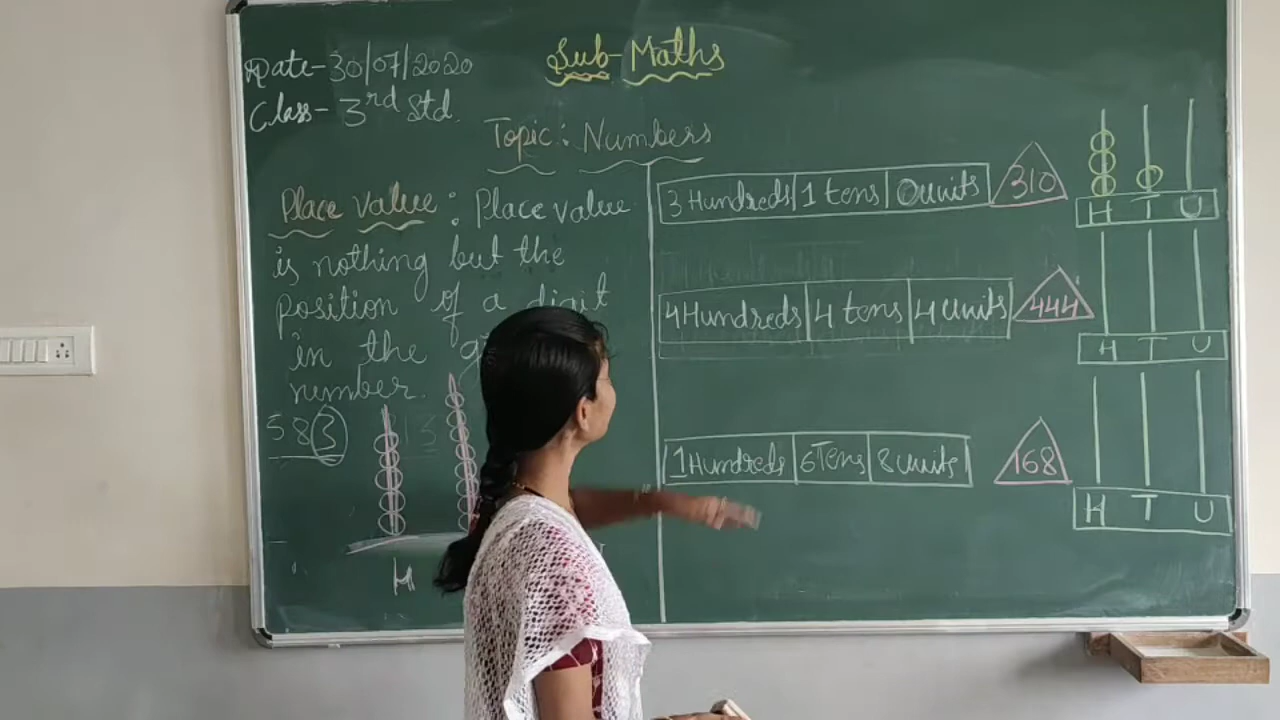 Sub-Maths
Date-30/07/2020
Class-3rd Std.
Topic: Numbers
Place value: Place value
is nothing but the
position of a digit
in the
number.
583
H
3 Hundreds 1 tens 0 units 310
H T U
4 Hundreds 4 tens 4 units 444
H T U
1 Hundreds 6 Tens 8 units 168
H T U